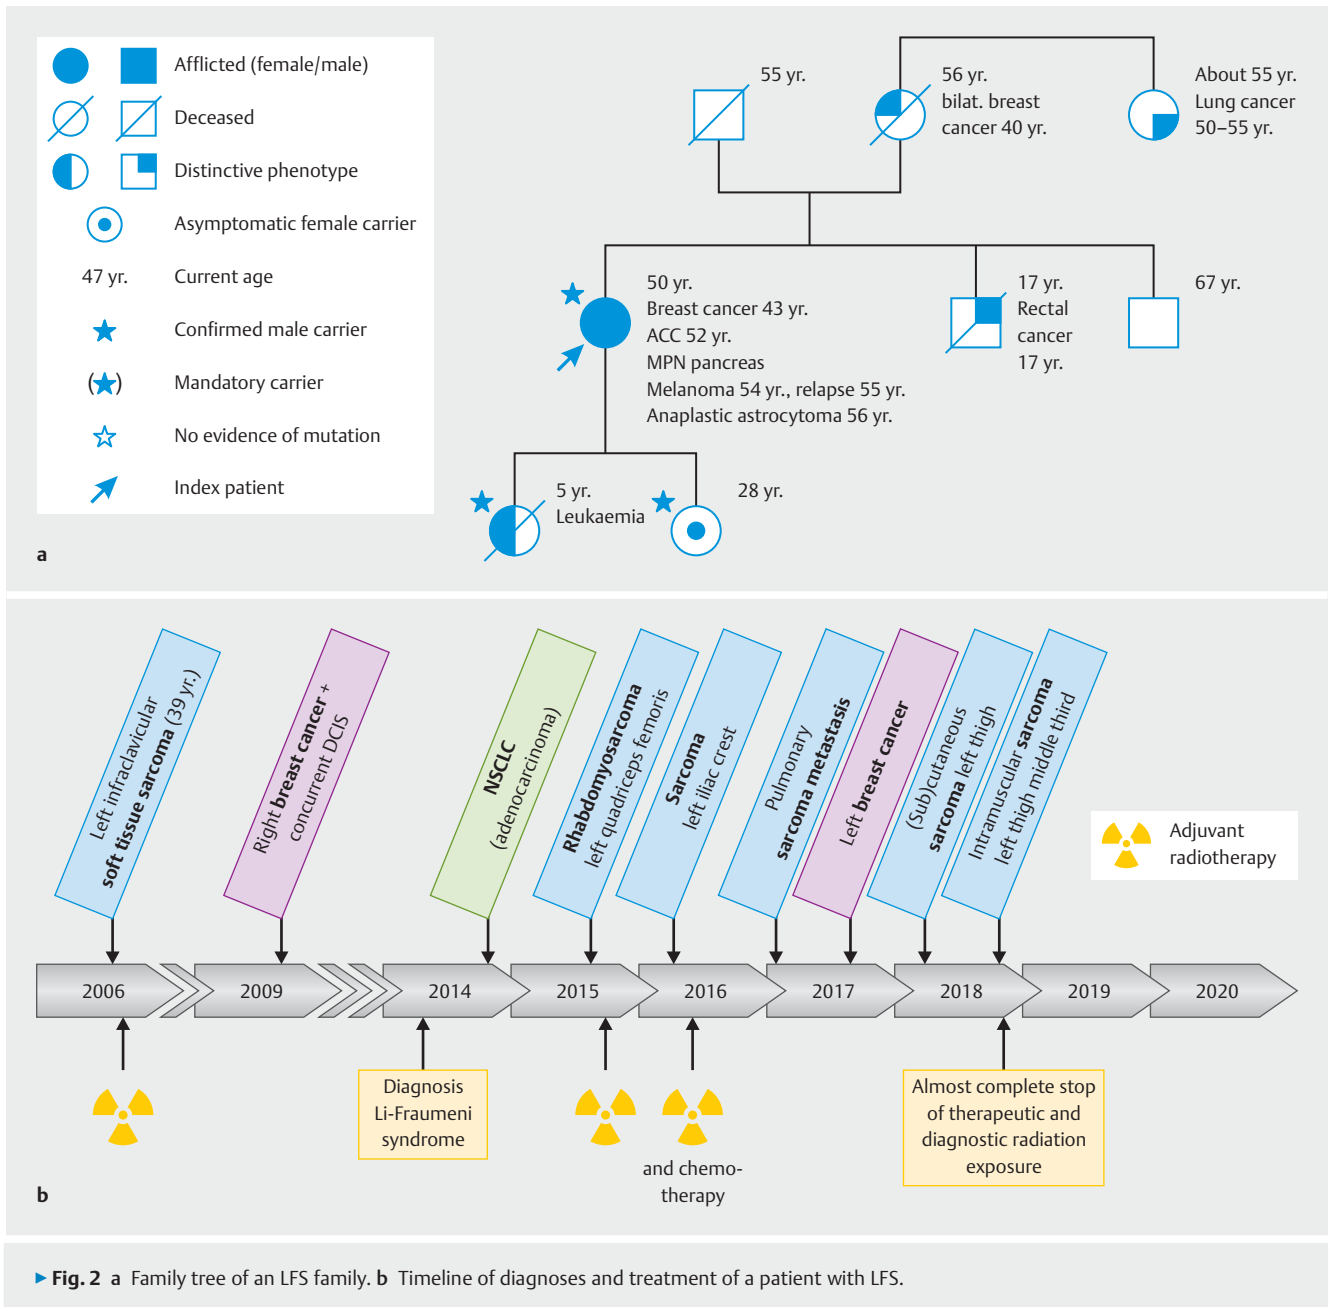 Afflicted (female/male)
Deceased
Distinctive phenotype
Asymptomatic female carrier
47 yr. Current age
Confirmed male carrier
( ) Mandatory carrier
No evidence of mutation
Index patient
55 yr.
56 yr.
bilat. breast
cancer 40 yr.
About 55 yr.
Lung cancer
50–55 yr.
50 yr.
Breast cancer 43 yr.
ACC 52 yr.
MPN pancreas
Melanoma 54 yr., relapse 55 yr.
Anaplastic astrocytoma 56 yr.
17 yr.
Rectal
cancer
17 yr.
67 yr.
5 yr.
Leukaemia
28 yr.
a
Left infraclavicular
soft tissue sarcoma (39 yr.)
Right breast cancer +
concurrent DCIS
NSCLC
(adenocarcinoma)
Rhabdomyosarcoma
left quadriceps femoris
Sarcoma
left iliac crest
Pulmonary
sarcoma metastasis
Left breast cancer
(Sub)cutaneous
sarcoma left thigh
Intramuscular sarcoma
left thigh middle third
Adjuvant
radiotherapy
2006
2009
2014
2015
2016
2017
2018
2019
2020
Diagnosis
Li-Fraumeni
syndrome
and chemo-
therapy
Almost complete stop
of therapeutic and
diagnostic radiation
exposure
b
▶ Fig. 2 a Family tree of an LFS family. b Timeline of diagnoses and treatment of a patient with LFS.